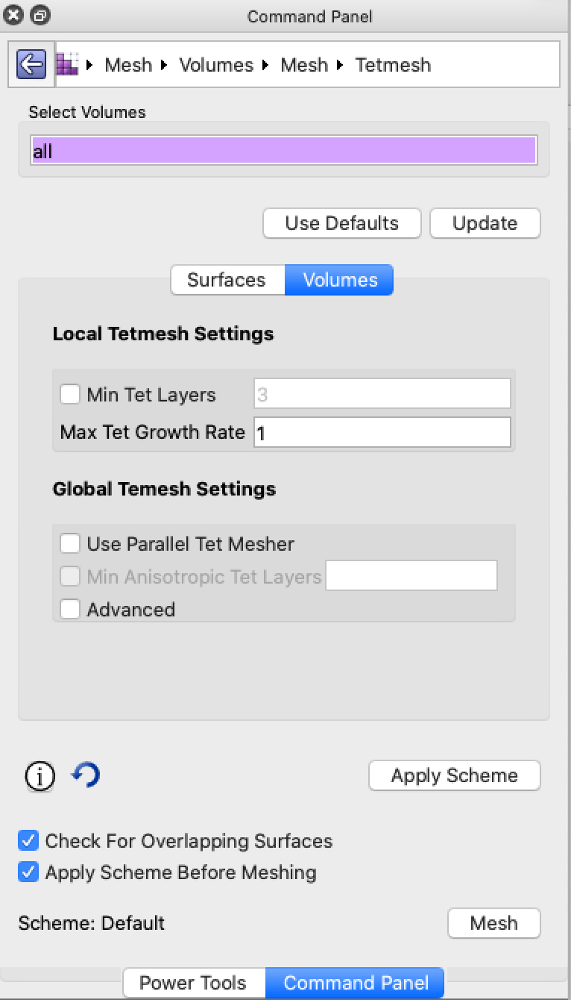 Command Panel
Mesh Volumes Mesh Tetmesh
Select Volumes
all
Use Defaults Update
Surfaces Volumes
Local Tetmesh Settings
Min Tet Layers 3
Max Tet Growth Rate 1
Global Temesh Settings
Use Parallel Tet Mesher
Min Anisotropic Tet Layers
Advanced
Apply Scheme
Check For Overlapping Surfaces
Apply Scheme Before Meshing
Scheme: Default Mesh
Power Tools Command Panel